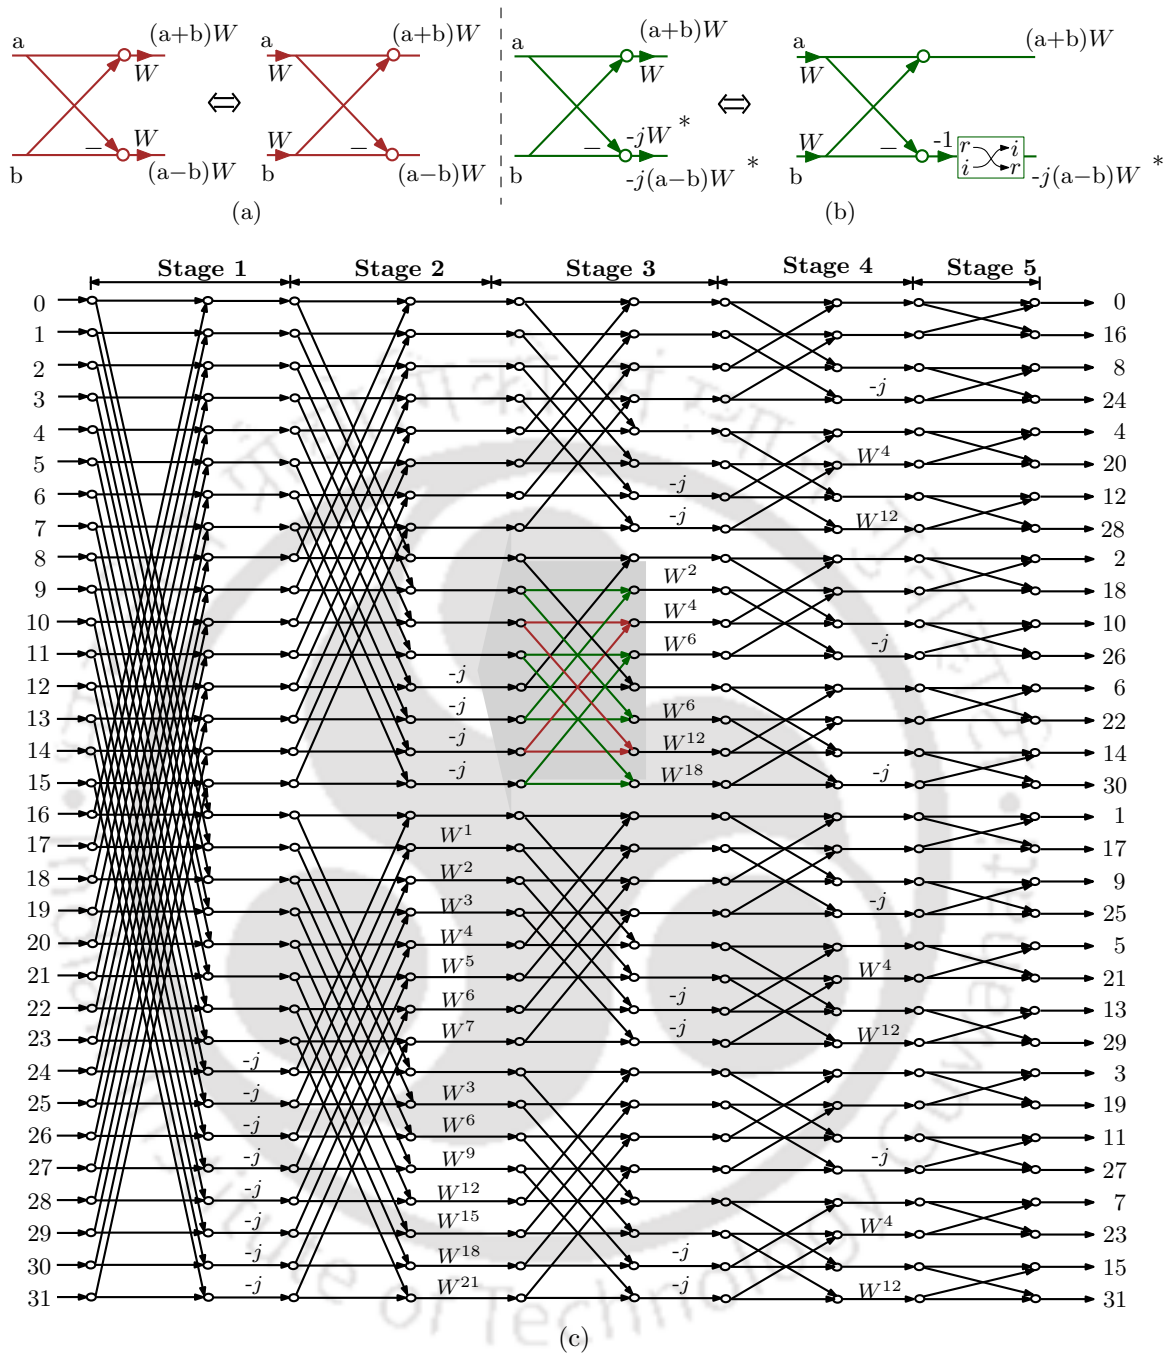 a (a+b)W W b W (a−b)W −
a W (a+b)W b W (a−b)W −
(a)
a (a+b)W W b -jW * -j(a−b)W * −
a W (a+b)W b W − -1 r i i r -j(a−b)W *
(b)
Stage 1 Stage 2 Stage 3 Stage 4 Stage 5
0 0
1 16
2 8
3 -j 24
4 4
5 W^4 20
6 -j 12
7 -j W^12 28
8 2
9 W^2 18
10 W^4 10
11 W^6 -j 26
12 -j 6
13 -j W^6 22
14 -j W^12 14
15 -j W^18 -j 30
16 1
17 W^1 17
18 W^2 9
19 W^3 -j 25
20 W^4 5
21 W^5 W^4 21
22 W^6 -j 13
23 W^7 -j W^12 29
24 -j 3
25 -j W^3 19
26 -j W^6 11
27 -j W^9 -j 27
28 -j W^12 7
29 -j W^15 W^4 23
30 -j W^18 -j 15
31 -j W^21 -j W^12 31
(c)
of Technology